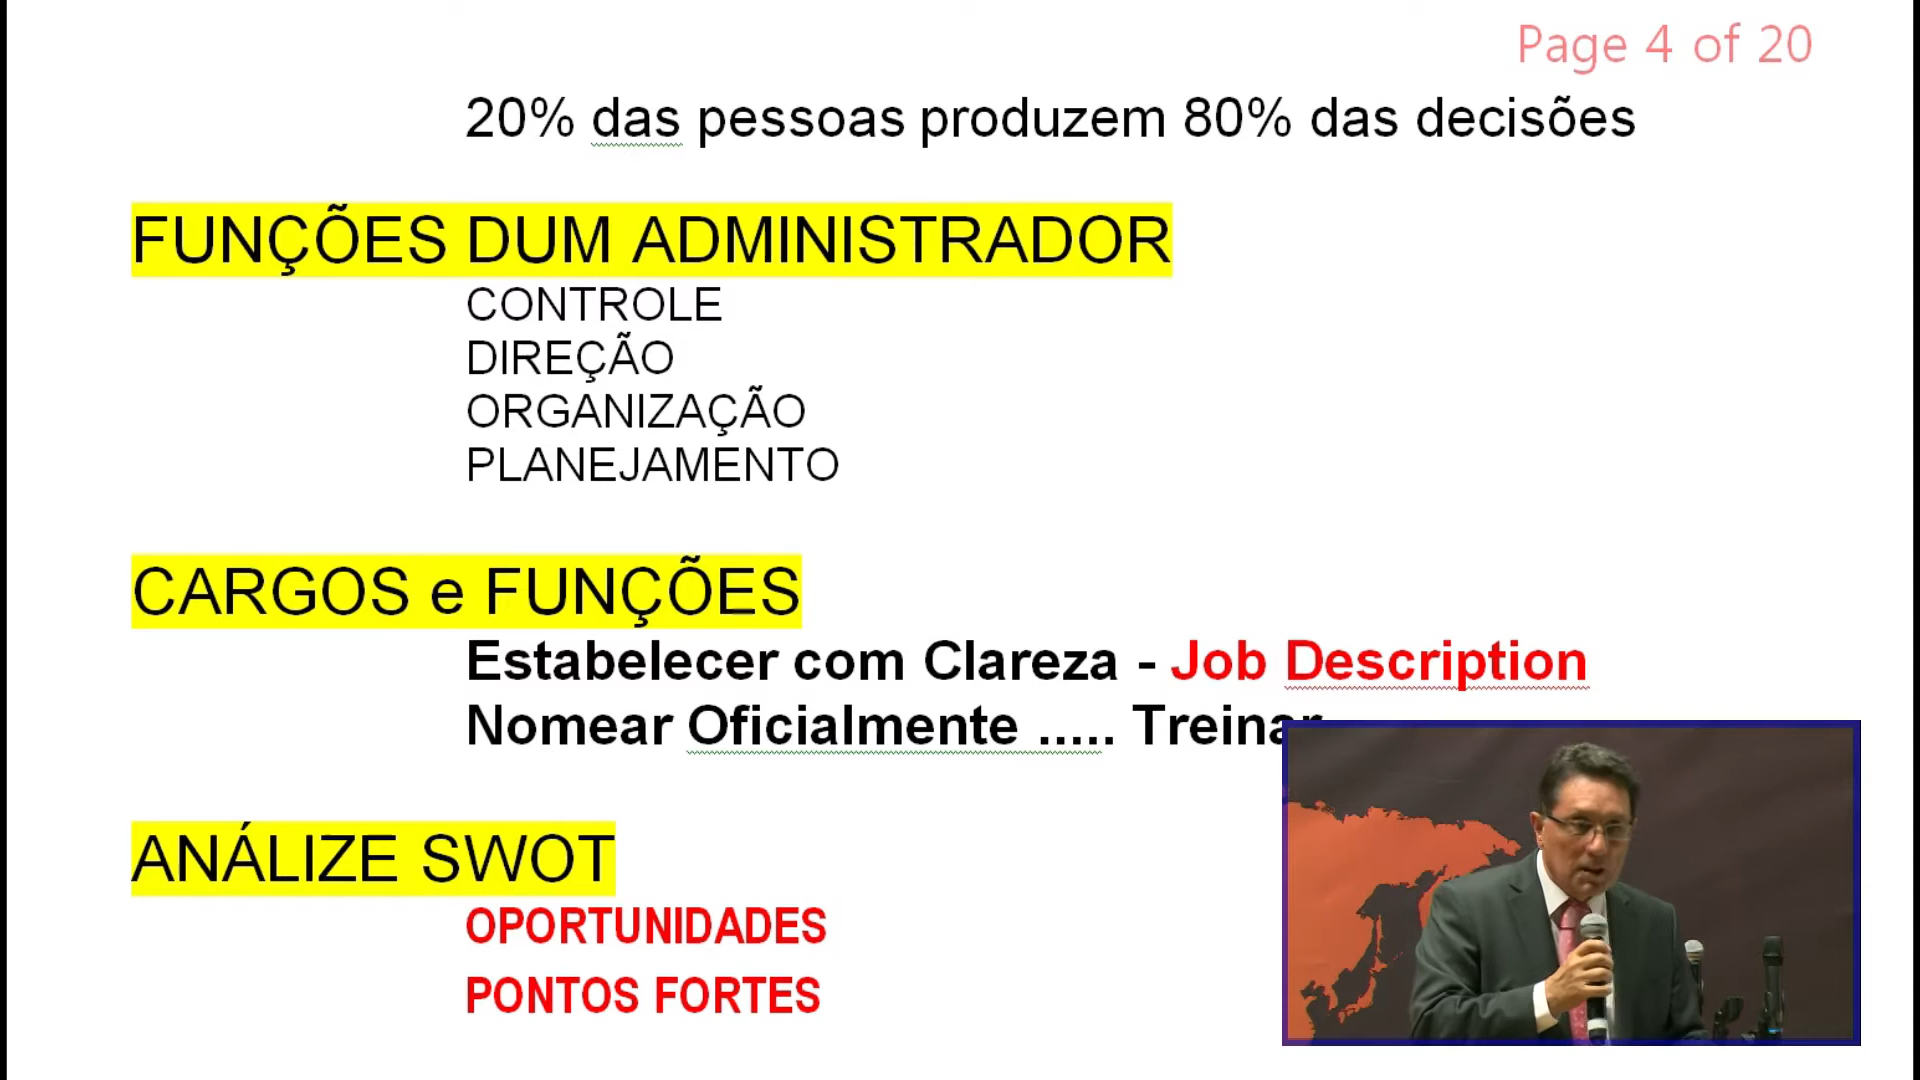 Page 4 of 20
20% das pessoas produzem 80% das decisões
FUNÇÕES DUM ADMINISTRADOR
CONTROLE
DIREÇÃO
ORGANIZAÇÃO
PLANEJAMENTO
CARGOS e FUNÇÕES
Estabelecer com Clareza - Job Description
Nomear Oficialmente ..... Treinar
ANÁLIZE SWOT
OPORTUNIDADES
PONTOS FORTES